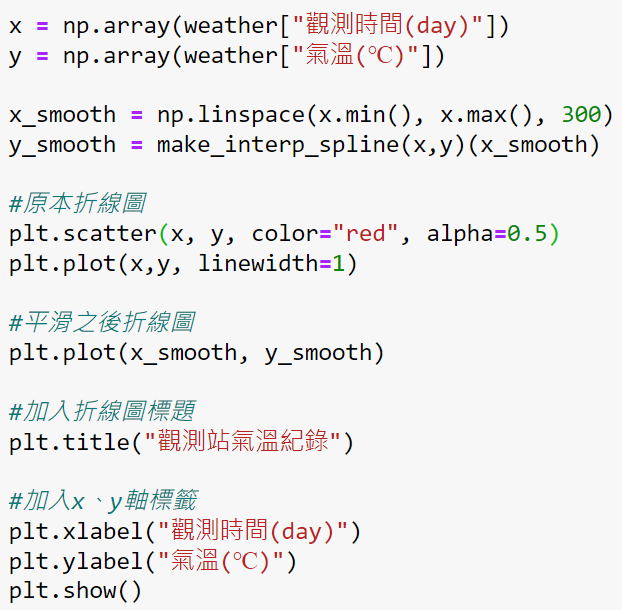 x = np.array(weather["觀測時間(day)"])
y = np.array(weather["氣溫(℃)"])
x_smooth = np.linspace(x.min(), x.max(), 300)
y_smooth = make_interp_spline(x,y)(x_smooth)
#原本折線圖
plt.scatter(x, y, color="red", alpha=0.5)
plt.plot(x,y, linewidth=1)
#平滑之後折線圖
plt.plot(x_smooth, y_smooth)
#加入折線圖標題
plt.title("觀測站氣溫紀錄")
#加入x、y軸標籤
plt.xlabel("觀測時間(day)")
plt.ylabel("氣溫(℃)")
plt.show()